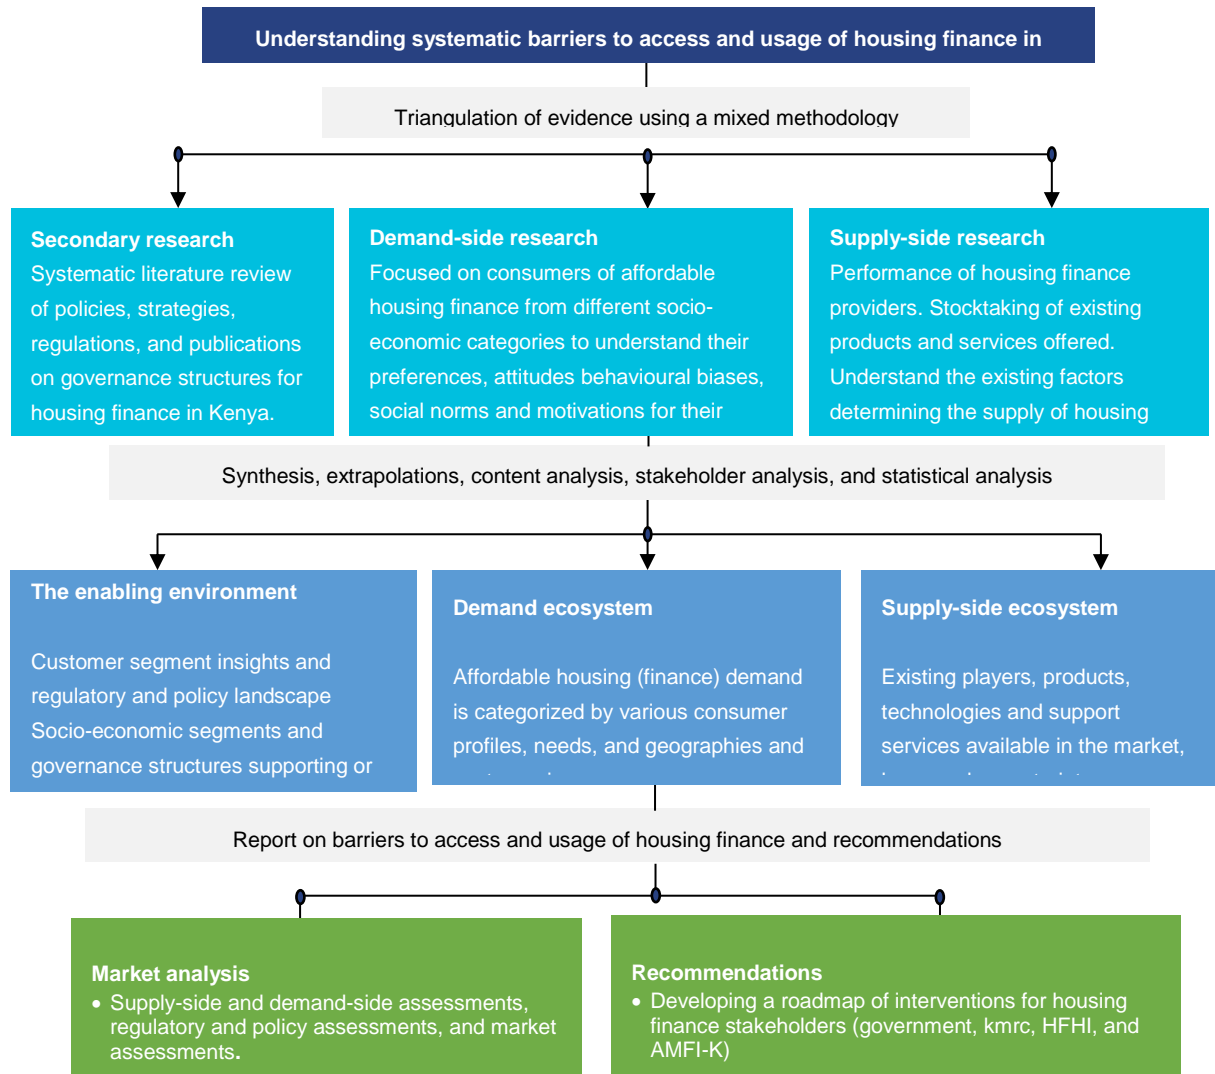 Understanding systematic barriers to access and usage of housing finance in
Triangulation of evidence using a mixed methodology
Secondary research
Systematic literature review
of policies, strategies,
regulations, and publications
on governance structures for
housing finance in Kenya.
Demand-side research
Focused on consumers of affordable
housing finance from different socio-
economic categories to understand their
preferences, attitudes behavioural biases,
social norms and motivations for their
Supply-side research
Performance of housing finance
providers. Stocktaking of existing
products and services offered.
Understand the existing factors
determining the supply of housing
Synthesis, extrapolations, content analysis, stakeholder analysis, and statistical analysis
The enabling environment
Customer segment insights and
regulatory and policy landscape
Socio-economic segments and
governance structures supporting or
Demand ecosystem
Affordable housing (finance) demand
is categorized by various consumer
profiles, needs, and geographies and
Supply-side ecosystem
Existing players, products,
technologies and support
services available in the market,
Report on barriers to access and usage of housing finance and recommendations
Market analysis
• Supply-side and demand-side assessments,
regulatory and policy assessments, and market
assessments.
Recommendations
• Developing a roadmap of interventions for housing
finance stakeholders (government, kmrc, HFHI, and
AMFI-K)